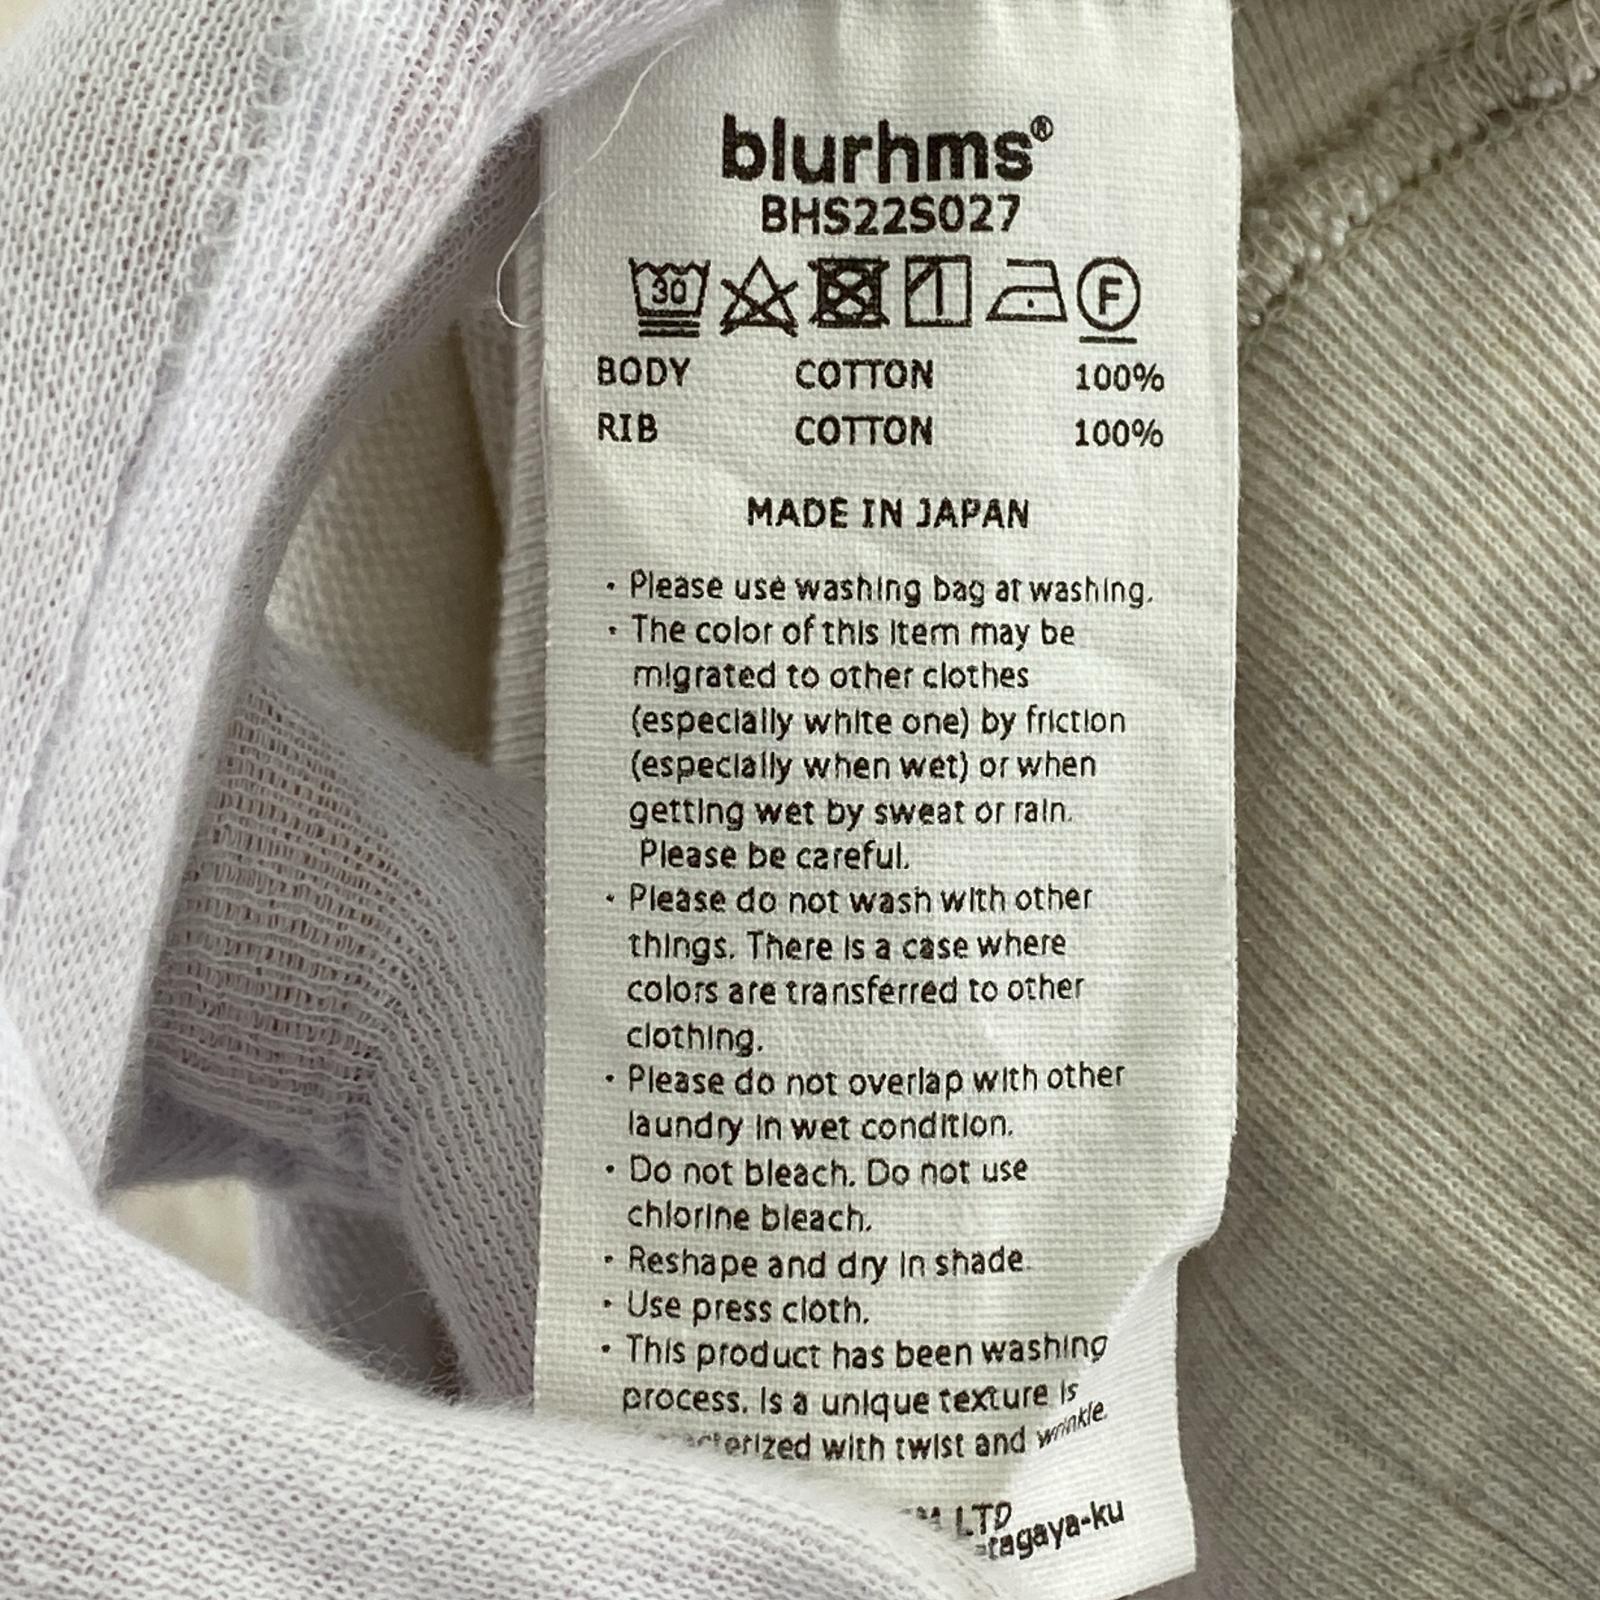 blurhms®
BHS22S027
30 F
BODY COTTON 100%
RIB COTTON 100%
MADE IN JAPAN
・Please use washing bag at washing.
・The color of this item may be
migrated to other clothes
(especially white one) by friction
(especially when wet) or when
getting wet by sweat or rain.
Please be careful.
・Please do not wash with other
things. There is a case where
colors are transferred to other
clothing.
・Please do not overlap with other
laundry in wet condition.
・Do not bleach. Do not use
chlorine bleach.
・Reshape and dry in shade.
・Use press cloth.
・This product has been washing
process. Is a unique texture is
with twist and wrinkle.
LTD